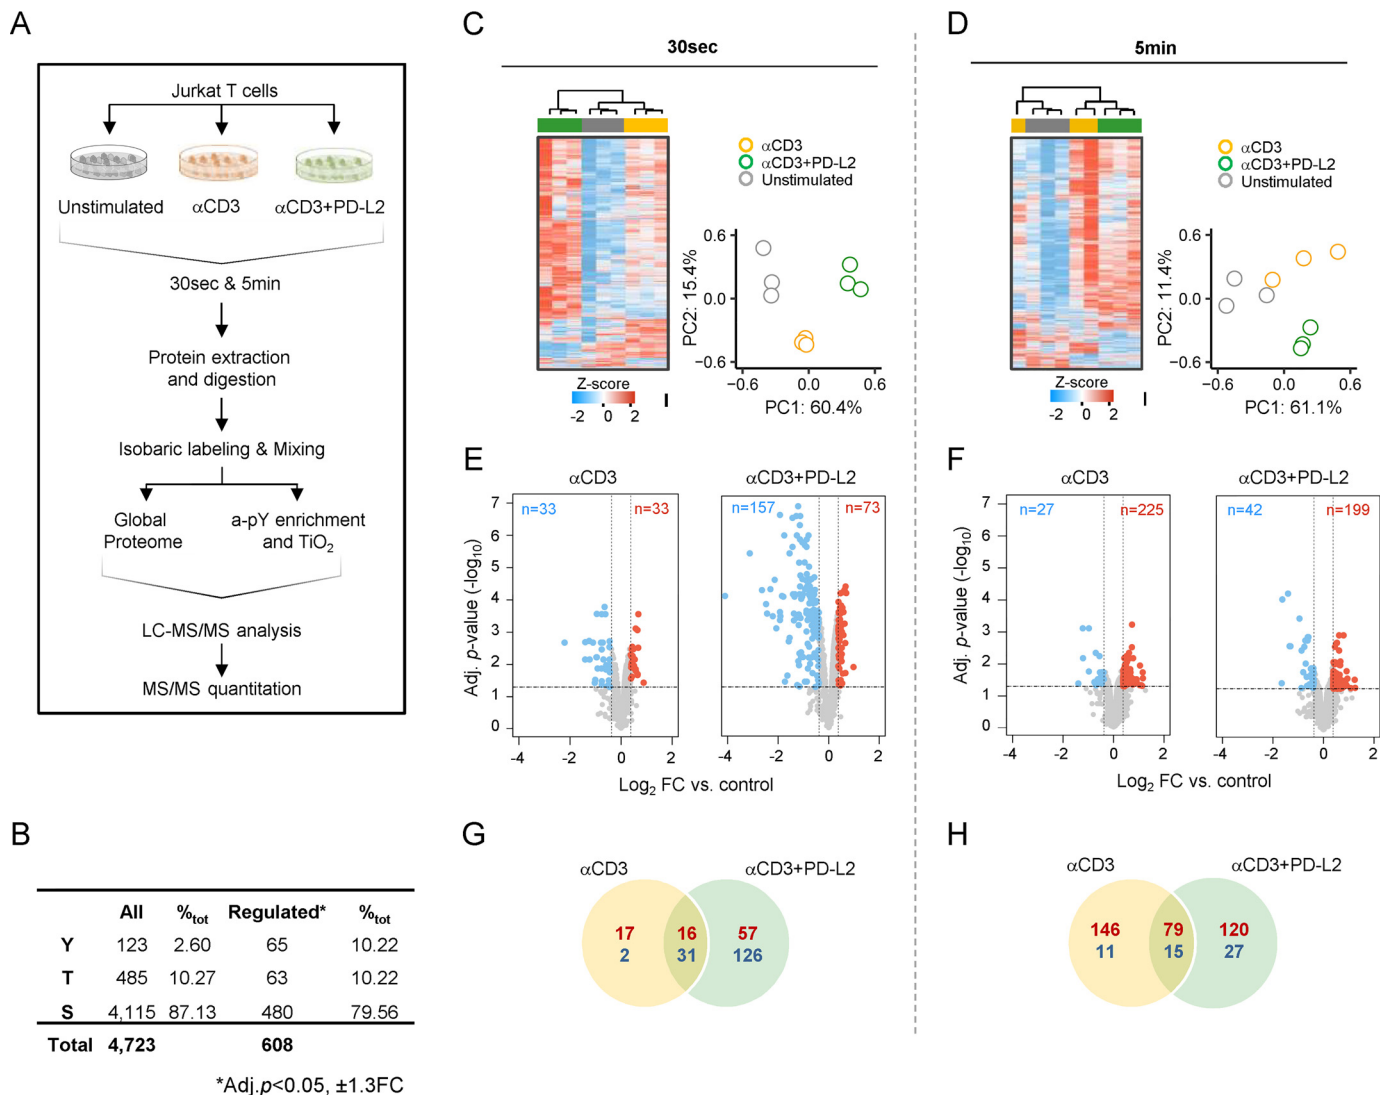 A
Jurkat T cells
Unstimulated αCD3 αCD3+PD-L2
30sec & 5min
Protein extraction
and digestion
Isobaric labeling & Mixing
Global
Proteome
a-pY enrichment
and TiO2
LC-MS/MS analysis
MS/MS quantitation
B
All %tot Regulated* %tot
Y 123 2.60 65 10.22
T 485 10.27 63 10.22
S 4,115 87.13 480 79.56
Total 4,723 608
*Adj.p<0.05, ±1.3FC
C
30sec
αCD3
αCD3+PD-L2
Unstimulated
Z-score
-2 0 2
PC2: 15.4%
0.6
0.0
−0.6
−0.6 0.0 0.6
PC1: 60.4%
D
5min
αCD3
αCD3+PD-L2
Unstimulated
Z-score
-2 0 2
PC2: 11.4%
0.6
0.0
−0.6
−0.6 0.0 0.6
PC1: 61.1%
E
αCD3 αCD3+PD-L2
n=33 n=33 n=157 n=73
Adj. p-value (-log10)
7
6
5
4
3
2
1
0
-4 -2 0 2 -4 -2 0 2
Log2 FC vs. control
F
αCD3 αCD3+PD-L2
n=27 n=225 n=42 n=199
Adj. p-value (-log10)
7
6
5
4
3
2
1
0
-4 -2 0 2 -4 -2 0 2
Log2 FC vs. control
G
αCD3 αCD3+PD-L2
17 16 57
2 31 126
H
αCD3 αCD3+PD-L2
146 79 120
11 15 27